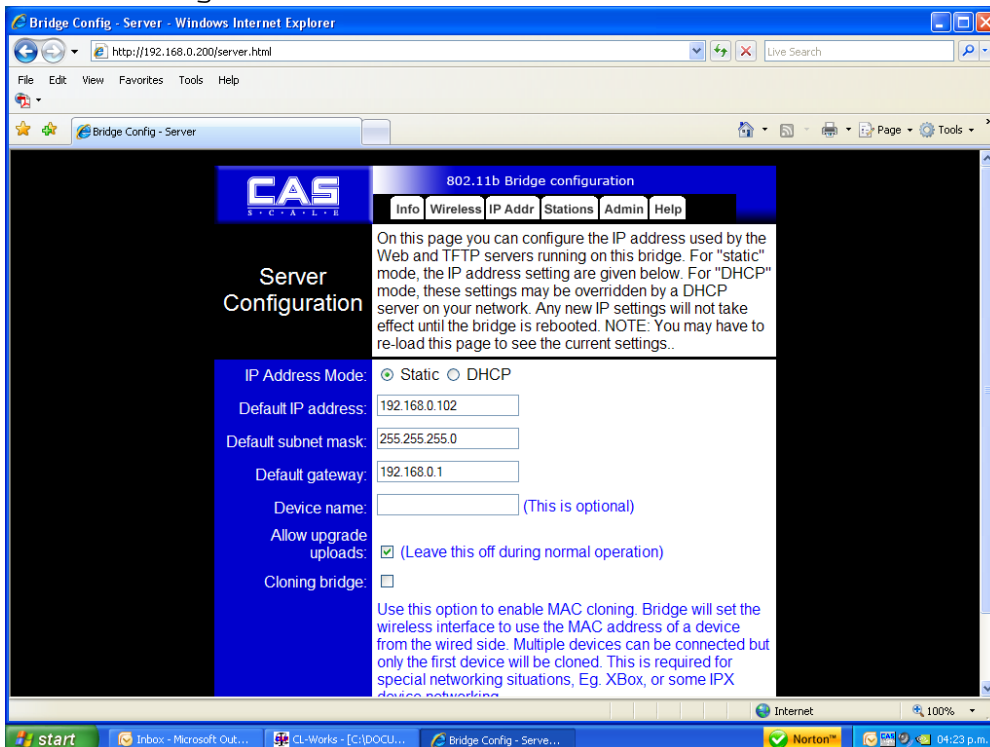 Bridge Config - Server - Windows Internet Explorer
http://192.168.0.200/server.html
Live Search
File Edit View Favorites Tools Help
Bridge Config - Server
Page Tools
CAS
S·C·A·L·E
802.11b Bridge configuration
Info Wireless IP Addr Stations Admin Help
Server
Configuration
On this page you can configure the IP address used by the
Web and TFTP servers running on this bridge. For "static"
mode, the IP address setting are given below. For "DHCP"
mode, these settings may be overridden by a DHCP
server on your network. Any new IP settings will not take
effect until the bridge is rebooted. NOTE: You may have to
re-load this page to see the current settings..
IP Address Mode: Static DHCP
Default IP address: 192.168.0.102
Default subnet mask: 255.255.255.0
Default gateway: 192.168.0.1
Device name: (This is optional)
Allow upgrade
uploads: (Leave this off during normal operation)
Cloning bridge:
Use this option to enable MAC cloning. Bridge will set the
wireless interface to use the MAC address of a device
from the wired side. Multiple devices can be connected but
only the first device will be cloned. This is required for
special networking situations, Eg. XBox, or some IPX
device networking
Internet 100%
start Inbox - Microsoft Out... CL-Works - [C:\DOCU... Bridge Config - Serve... Norton™ 04:23 p.m.